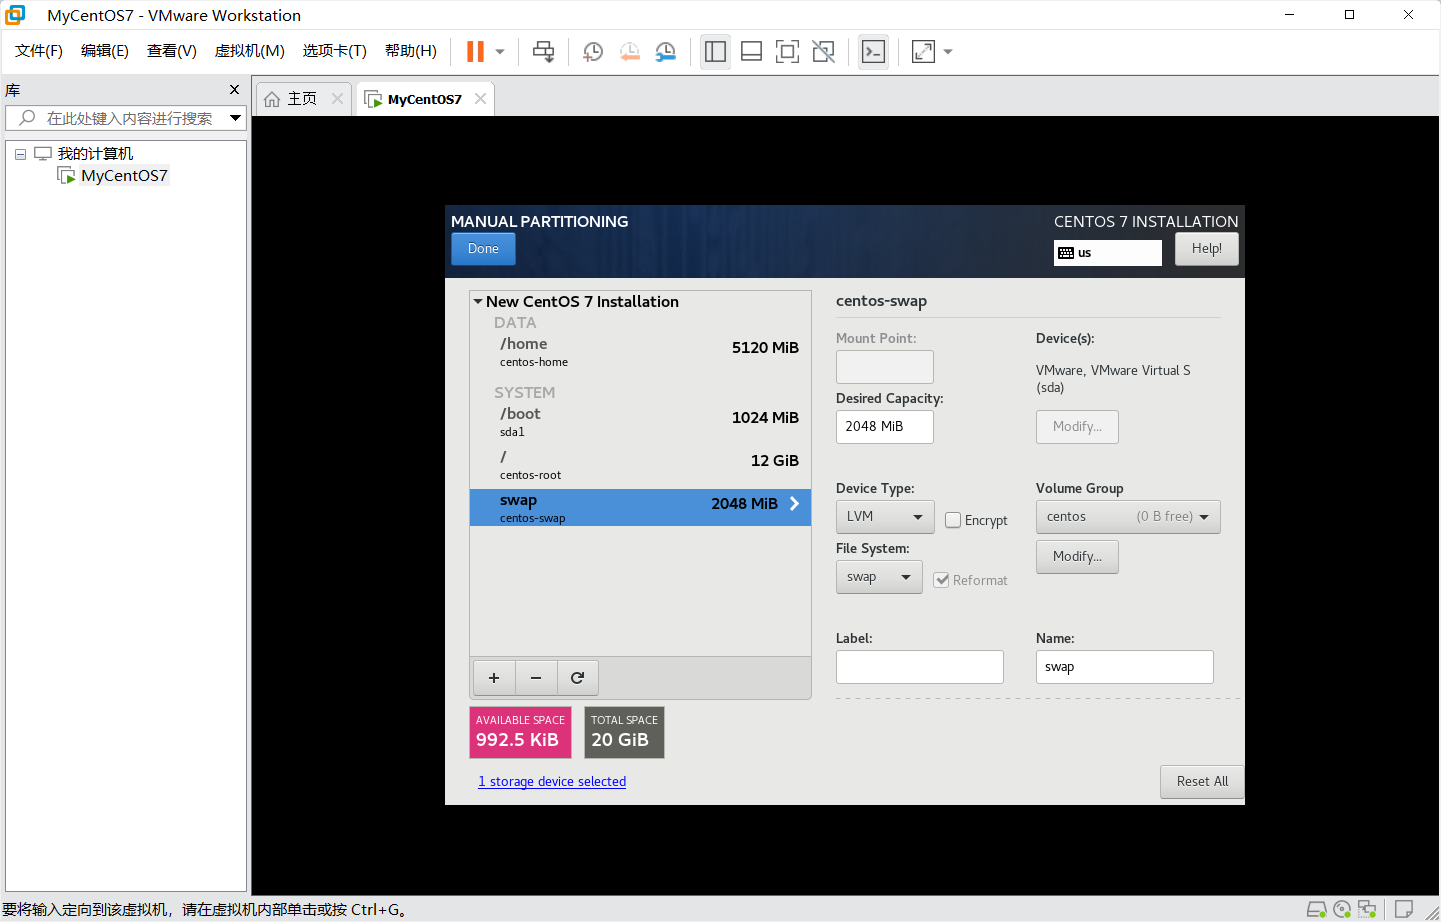 MyCentOS7 - VMware Workstation
文件(F) 编辑(E) 查看(V) 虚拟机(M) 选项卡(T) 帮助(H)
库
在此处键入内容进行搜索
我的计算机
MyCentOS7
主页
MyCentOS7
MANUAL PARTITIONING
Done
CENTOS 7 INSTALLATION
us
Help!
New CentOS 7 Installation
DATA
/home
5120 MiB
centos-home
SYSTEM
/boot
1024 MiB
sda1
/
12 GiB
centos-root
swap
2048 MiB
centos-swap
+ −
AVAILABLE SPACE
992.5 KiB
TOTAL SPACE
20 GiB
1 storage device selected
centos-swap
Mount Point:
Desired Capacity:
2048 MiB
Device(s):
VMware, VMware Virtual S
(sda)
Modify...
Device Type:
LVM
Encrypt
File System:
swap
Reformat
Volume Group
centos (0 B free)
Modify...
Label:
Name:
swap
Reset All
要将输入定向到该虚拟机，请在虚拟机内部单击或按 Ctrl+G。